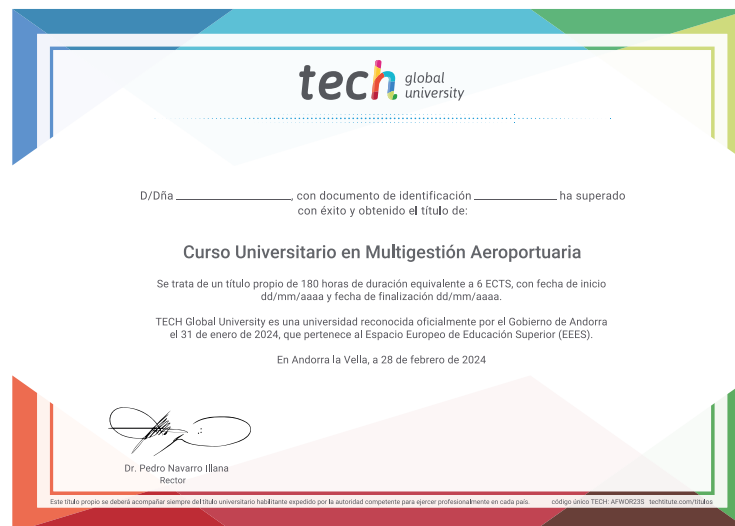 tech global university
D/Dña ____________, con documento de identificación ____________ ha superado
con éxito y obtenido el título de:
Curso Universitario en Multigestión Aeroportuaria
Se trata de un título propio de 180 horas de duración equivalente a 6 ECTS, con fecha de inicio
dd/mm/aaaa y fecha de finalización dd/mm/aaaa.
TECH Global University es una universidad reconocida oficialmente por el Gobierno de Andorra
el 31 de enero de 2024, que pertenece al Espacio Europeo de Educación Superior (EEES).
En Andorra la Vella, a 28 de febrero de 2024
Dr. Pedro Navarro Illana
Rector
Este título propio se deberá acompañar siempre del título universitario habilitante expedido por la autoridad competente para ejercer profesionalmente en cada país. código único TECH: AFWOR23S techtitute.com/titulos